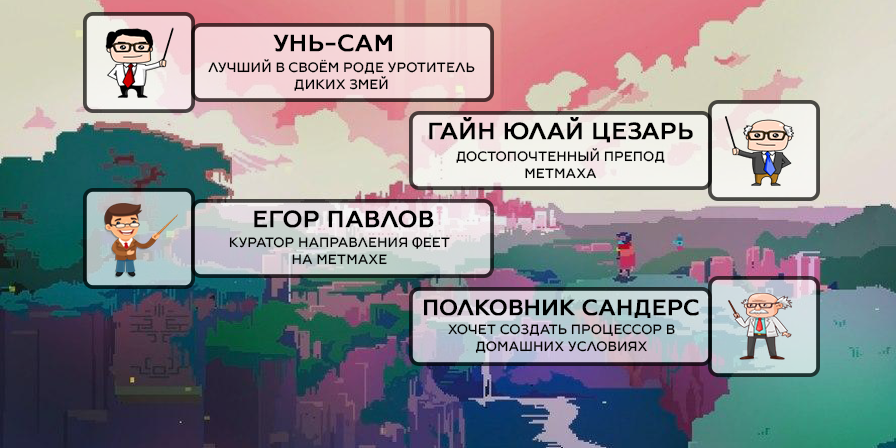 УНЬ-САМ
ЛУЧШИЙ В СВОЁМ РОДЕ УРОТИТЕЛЬ
ДИКИХ ЗМЕЙ
ГАЙН ЮЛАЙ ЦЕЗАРЬ
ДОСТОПОЧТЕННЫЙ ПРЕПОД
МЕТМАХА
ЕГОР ПАВЛОВ
КУРАТОР НАПРАВЛЕНИЯ ФЕЕТ
НА МЕТМАХЕ
ПОЛКОВНИК САНДЕРС
ХОЧЕТ СОЗДАТЬ ПРОЦЕССОР В
ДОМАШНИХ УСЛОВИЯХ